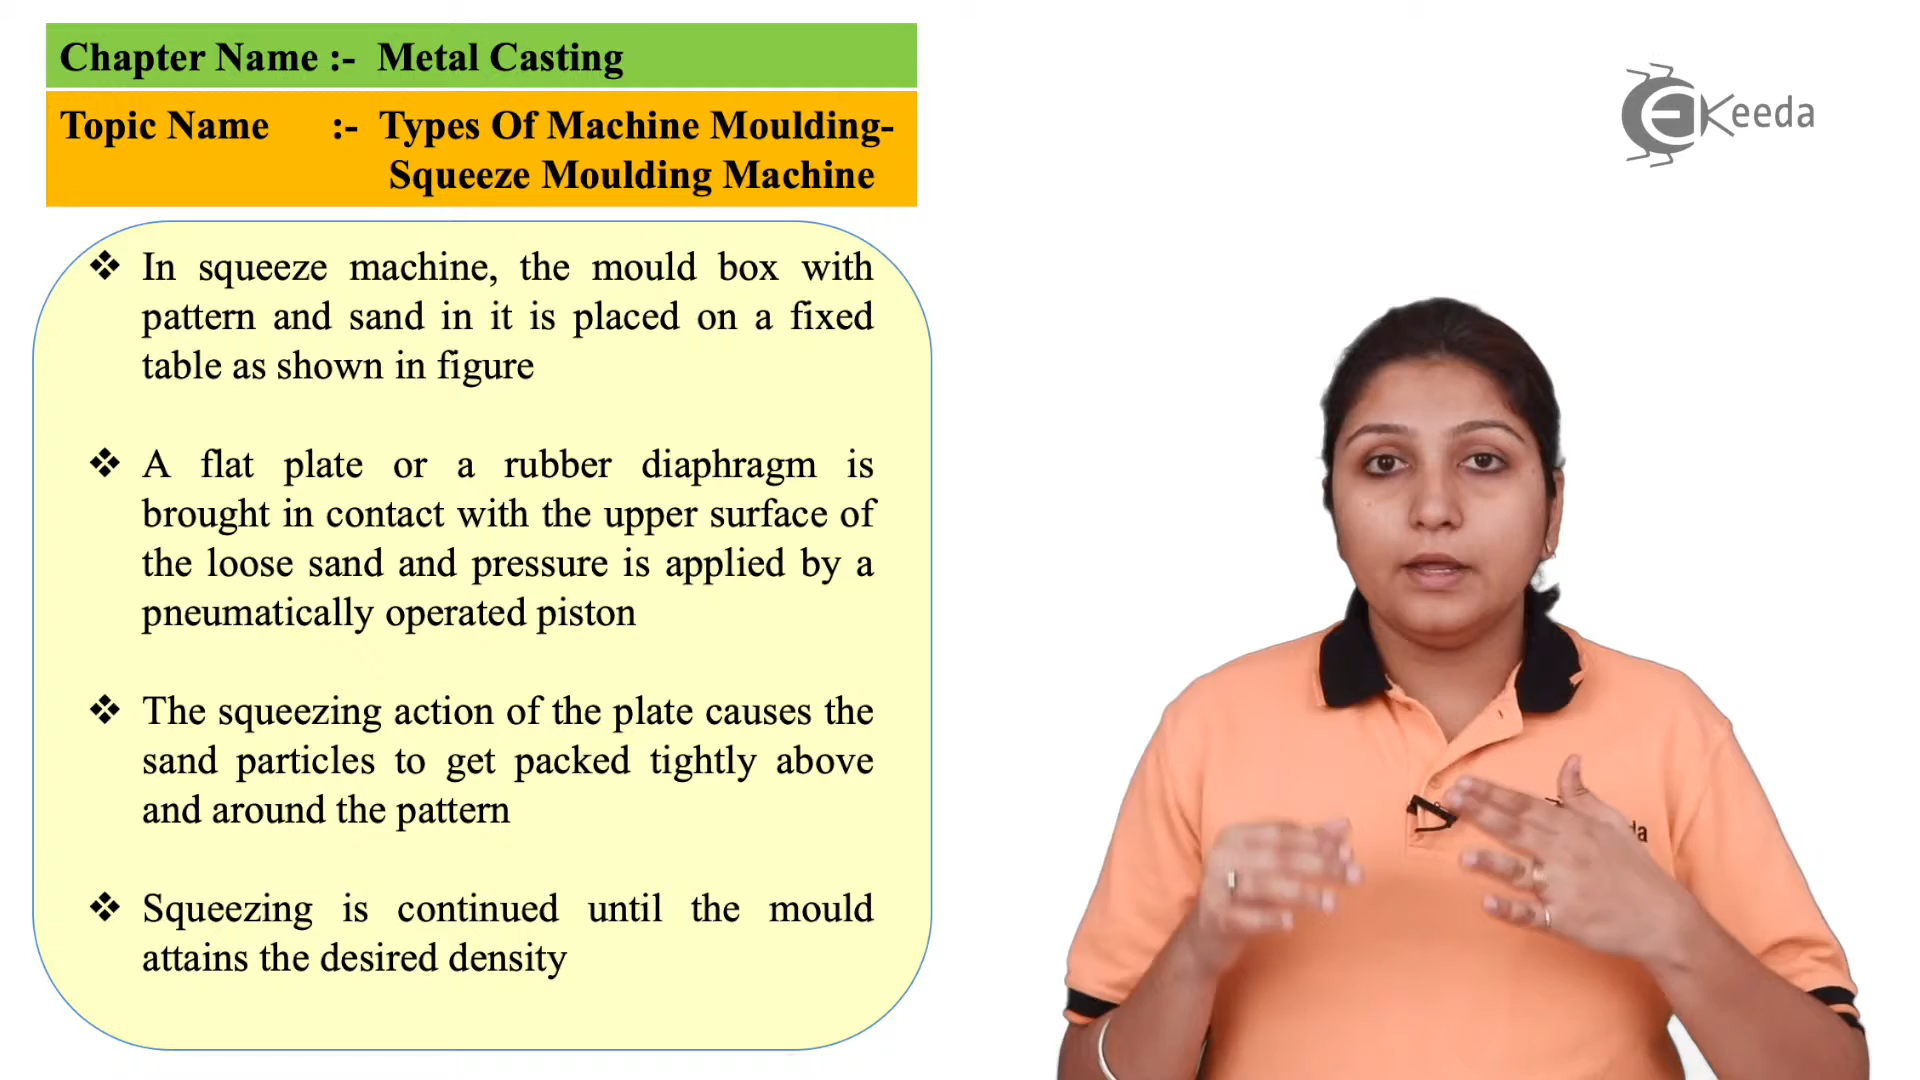 Chapter Name :- Metal Casting
Topic Name :- Types Of Machine Moulding-
Squeeze Moulding Machine
❖ In squeeze machine, the mould box with
pattern and sand in it is placed on a fixed
table as shown in figure
❖ A flat plate or a rubber diaphragm is
brought in contact with the upper surface of
the loose sand and pressure is applied by a
pneumatically operated piston
❖ The squeezing action of the plate causes the
sand particles to get packed tightly above
and around the pattern
❖ Squeezing is continued until the mould
attains the desired density
EKeeda
da